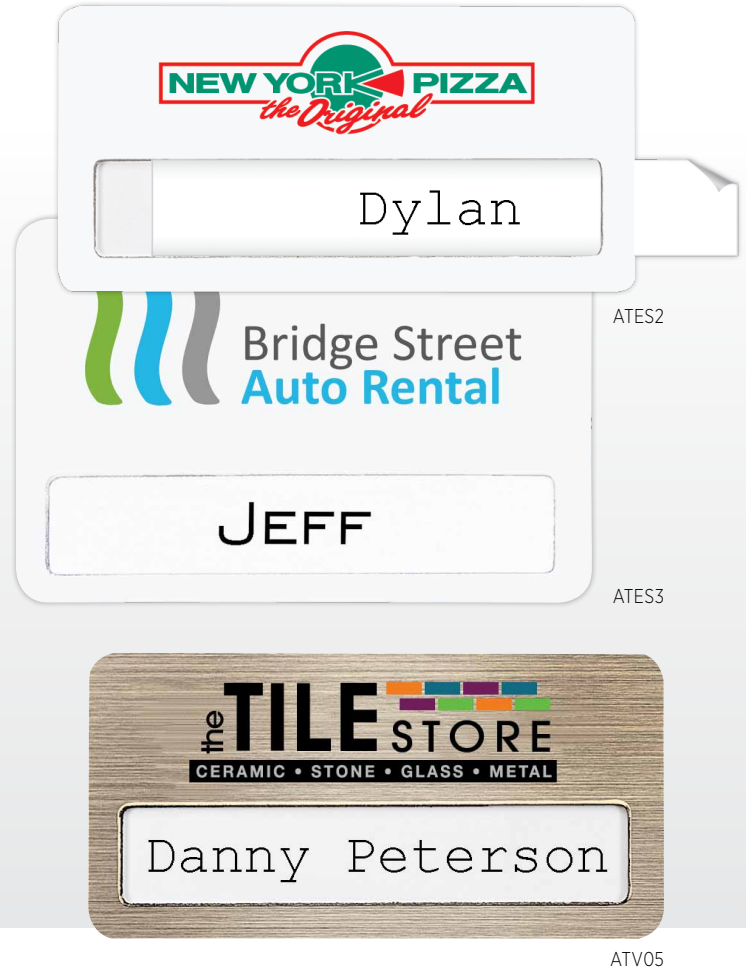 NEW YORK PIZZA
the Original
Dylan
ATES2
Bridge Street
Auto Rental
JEFF
ATES3
the TILE STORE
CERAMIC • STONE • GLASS • METAL
Danny Peterson
ATV05